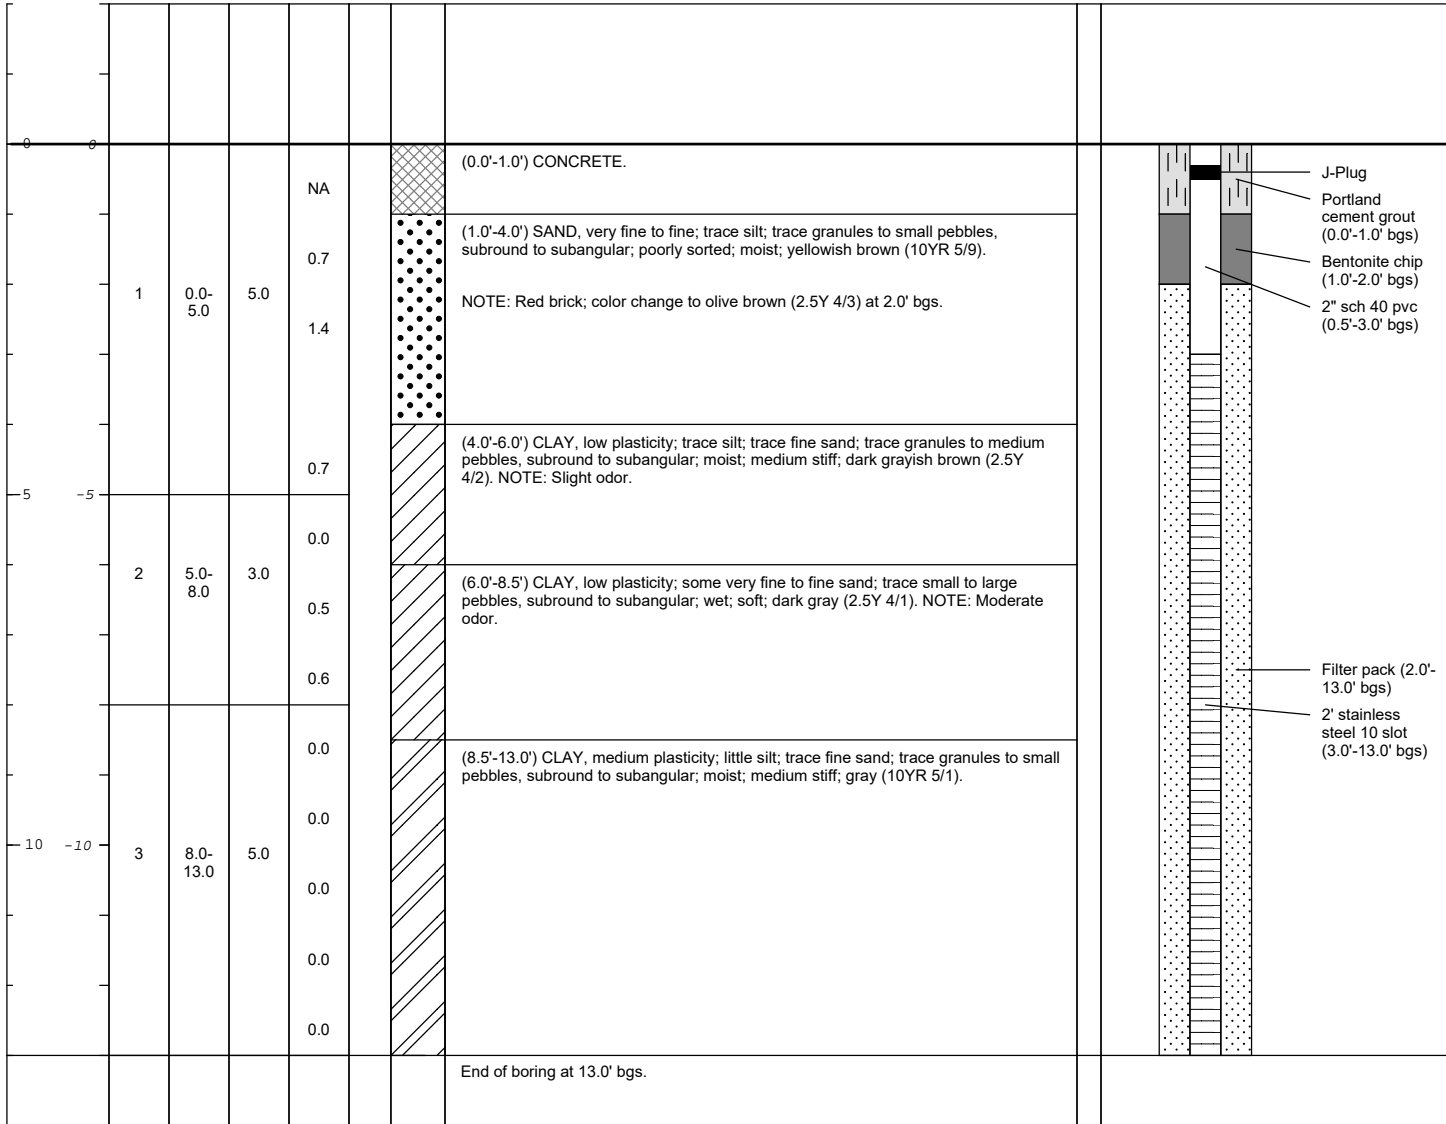 0
0
NA
(0.0'-1.0') CONCRETE.
J-Plug
Portland
cement grout
(0.0'-1.0' bgs)
0.7
(1.0'-4.0') SAND, very fine to fine; trace silt; trace granules to small pebbles,
subround to subangular; poorly sorted; moist; yellowish brown (10YR 5/9).
Bentonite chip
(1.0'-2.0' bgs)
1
0.0-
5.0
5.0
NOTE: Red brick; color change to olive brown (2.5Y 4/3) at 2.0' bgs.
2" sch 40 pvc
(0.5'-3.0' bgs)
1.4
(4.0'-6.0') CLAY, low plasticity; trace silt; trace fine sand; trace granules to medium
pebbles, subround to subangular; moist; medium stiff; dark grayish brown (2.5Y
4/2). NOTE: Slight odor.
0.7
5
-5
0.0
2
5.0-
8.0
3.0
(6.0'-8.5') CLAY, low plasticity; some very fine to fine sand; trace small to large
pebbles, subround to subangular; wet; soft; dark gray (2.5Y 4/1). NOTE: Moderate
odor.
0.5
0.6
Filter pack (2.0'-
13.0' bgs)
2' stainless
steel 10 slot
(3.0'-13.0' bgs)
0.0
(8.5'-13.0') CLAY, medium plasticity; little silt; trace fine sand; trace granules to small
pebbles, subround to subangular; moist; medium stiff; gray (10YR 5/1).
0.0
10
-10
3
8.0-
13.0
5.0
0.0
0.0
0.0
End of boring at 13.0' bgs.